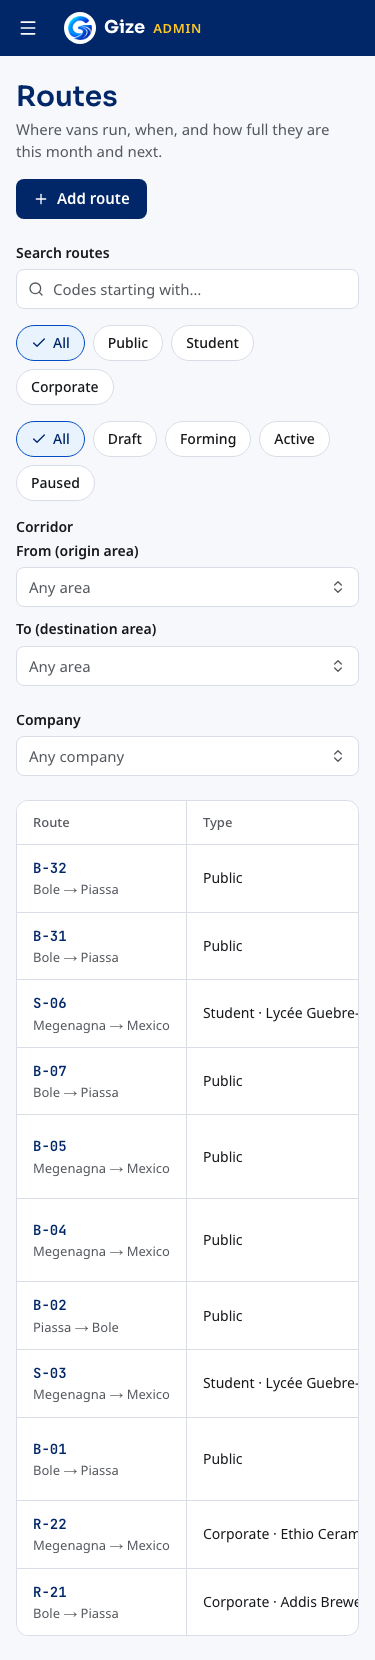 Gize ADMIN
Routes
Where vans run, when, and how full they are
this month and next.
+ Add route
Search routes
Codes starting with...
All Public Student
Corporate
All Draft Forming Active
Paused
Corridor
From (origin area)
Any area
To (destination area)
Any area
Company
Any company
Route Type
B-32
Bole → Piassa
Public
B-31
Bole → Piassa
Public
S-06
Megenagna → Mexico
Student · Lycée Guebre-
B-07
Bole → Piassa
Public
B-05
Megenagna → Mexico
Public
B-04
Megenagna → Mexico
Public
B-02
Piassa → Bole
Public
S-03
Megenagna → Mexico
Student · Lycée Guebre-
B-01
Bole → Piassa
Public
R-22
Megenagna → Mexico
Corporate · Ethio Ceram
R-21
Bole → Piassa
Corporate · Addis Brewe